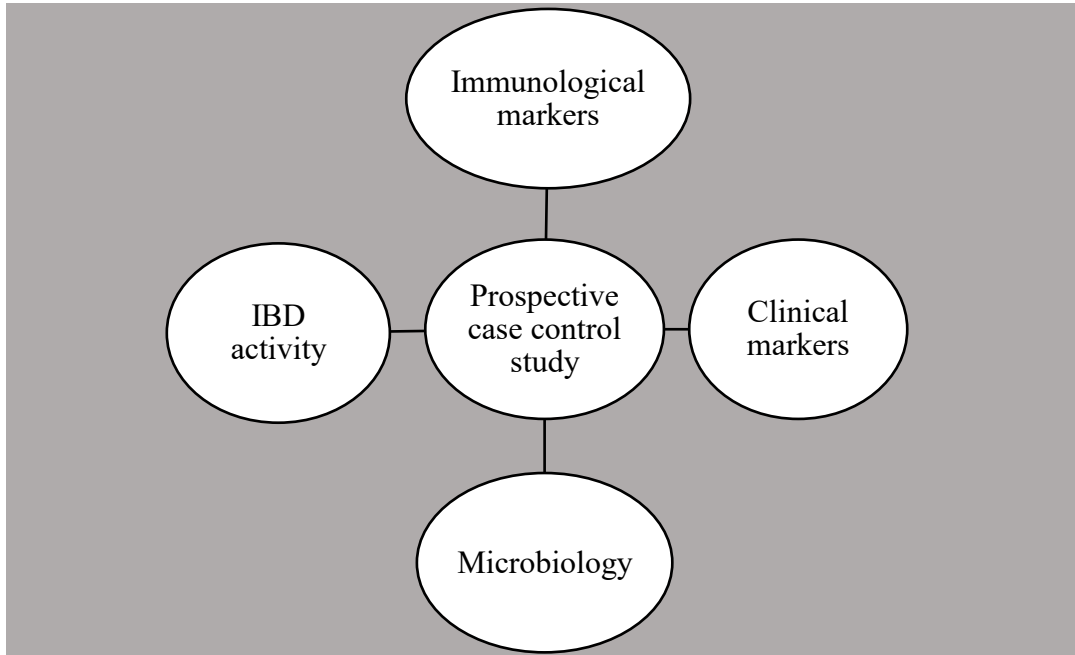 Immunological
markers
IBD
activity
Prospective
case control
study
Clinical
markers
Microbiology